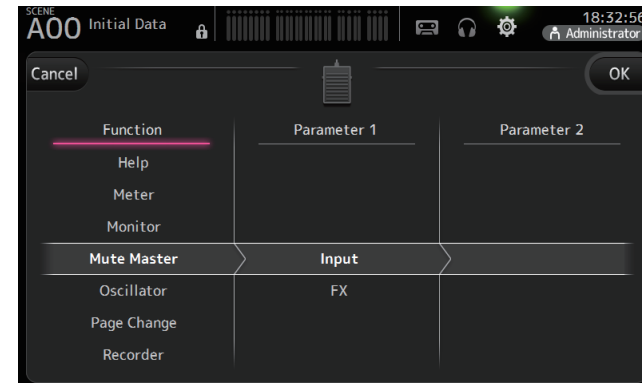 SCENE
A00 Initial Data
18:32:56
Administrator
Cancel
OK
Function Parameter 1 Parameter 2
Help
Meter
Monitor
Mute Master Input
Oscillator FX
Page Change
Recorder